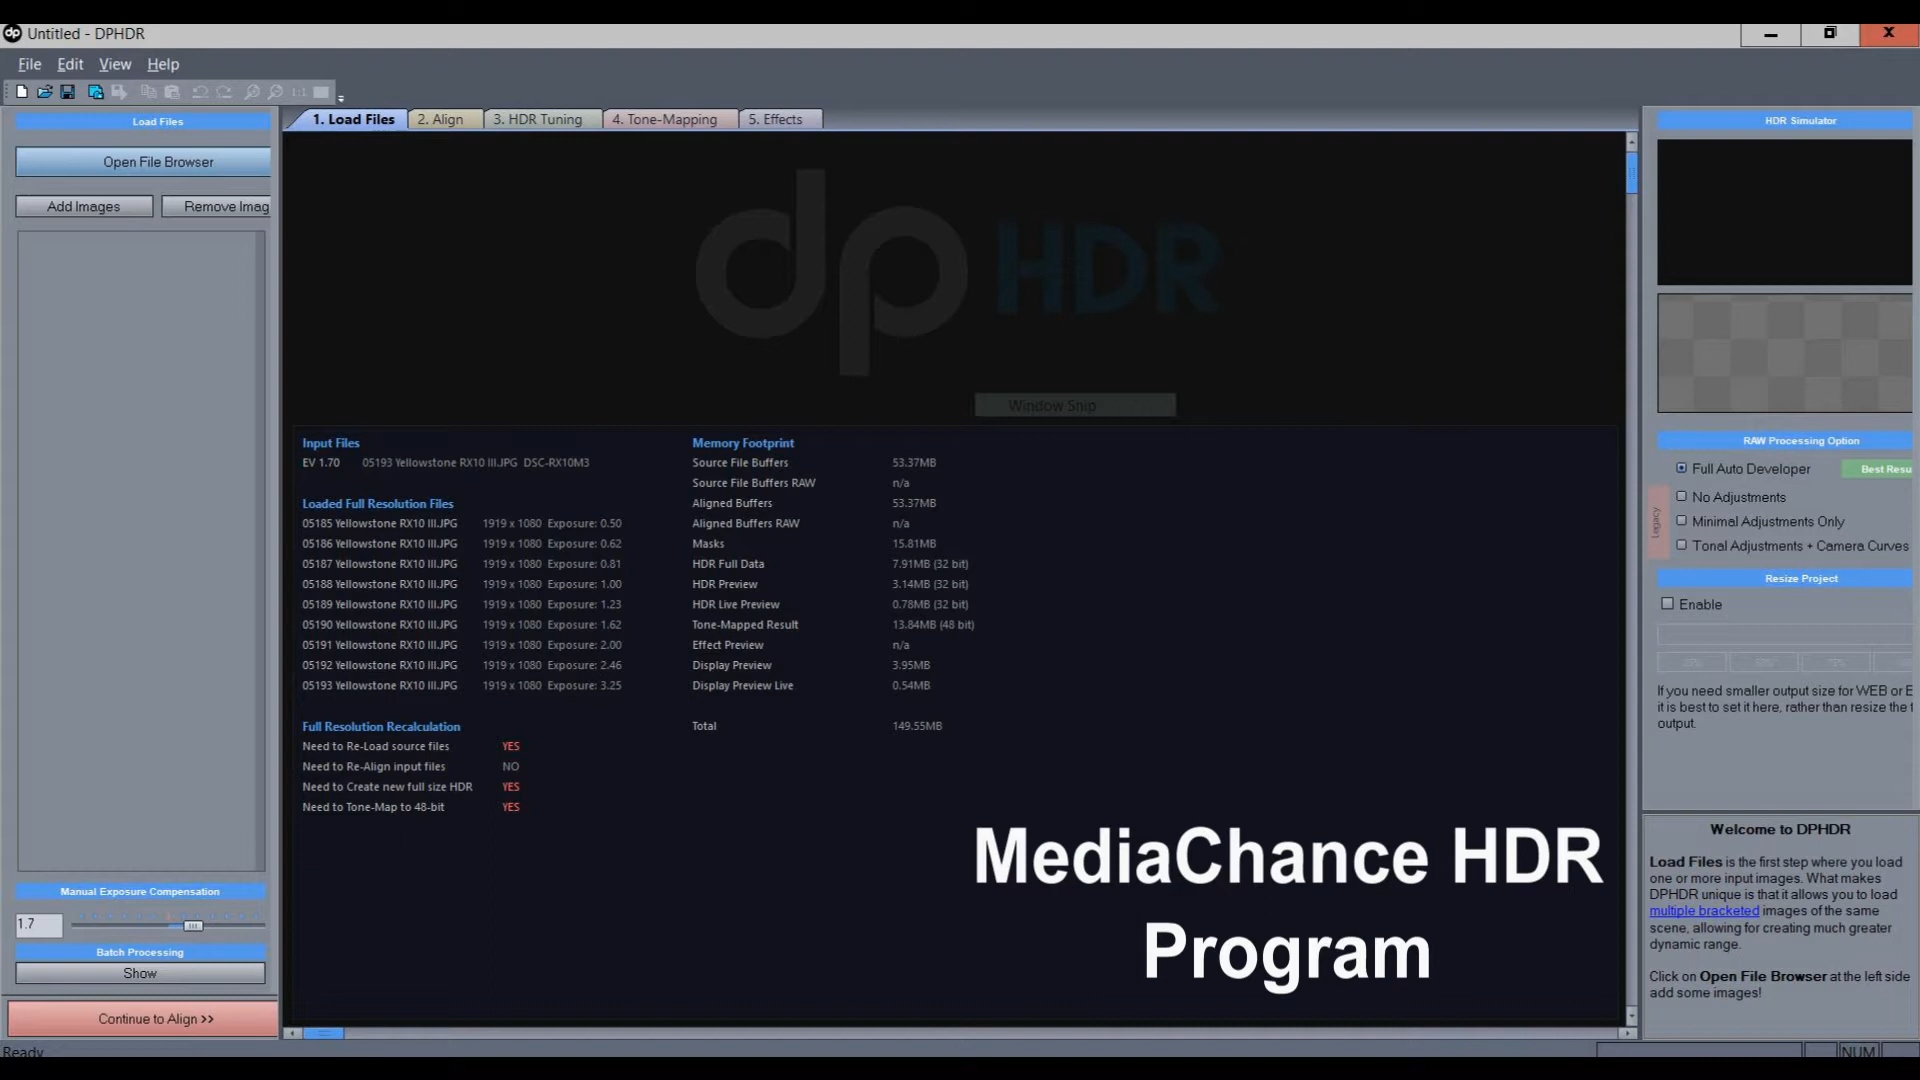 Untitled - DPHDR
File Edit View Help
Load Files
Open File Browser
Add Images
Remove Imag
1. Load Files
2. Align
3. HDR Tuning
4. Tone-Mapping
5. Effects
dp HDR
Window Snip
Input Files
EV 1.70 05193 Yellowstone RX10 III.JPG DSC-RX10M3
Loaded Full Resolution Files
05185 Yellowstone RX10 III.JPG 1919 x 1080 Exposure: 0.50
05186 Yellowstone RX10 III.JPG 1919 x 1080 Exposure: 0.62
05187 Yellowstone RX10 III.JPG 1919 x 1080 Exposure: 0.81
05188 Yellowstone RX10 III.JPG 1919 x 1080 Exposure: 1.00
05189 Yellowstone RX10 III.JPG 1919 x 1080 Exposure: 1.23
05190 Yellowstone RX10 III.JPG 1919 x 1080 Exposure: 1.62
05191 Yellowstone RX10 III.JPG 1919 x 1080 Exposure: 2.00
05192 Yellowstone RX10 III.JPG 1919 x 1080 Exposure: 2.46
05193 Yellowstone RX10 III.JPG 1919 x 1080 Exposure: 3.25
Full Resolution Recalculation
Need to Re-Load source files YES
Need to Re-Align input files NO
Need to Create new full size HDR YES
Need to Tone-Map to 48-bit YES
Memory Footprint
Source File Buffers 53.37MB
Source File Buffers RAW n/a
Aligned Buffers 53.37MB
Aligned Buffers RAW n/a
Masks 15.81MB
HDR Full Data 7.91MB (32 bit)
HDR Preview 3.14MB (32 bit)
HDR Live Preview 0.78MB (32 bit)
Tone-Mapped Result 13.84MB (48 bit)
Effect Preview n/a
Display Preview 3.95MB
Display Preview Live 0.54MB
Total 149.55MB
MediaChance HDR
Program
Manual Exposure Compensation
1.7
Batch Processing
Show
Continue to Align >>
Ready
HDR Simulator
RAW Processing Option
Full Auto Developer
Best Resu
Legacy
No Adjustments
Minimal Adjustments Only
Tonal Adjustments + Camera Curves
Resize Project
Enable
If you need smaller output size for WEB or E
it is best to set it here, rather than resize the f
output.
Welcome to DPHDR
Load Files is the first step where you load
one or more input images. What makes
DPHDR unique is that it allows you to load
multiple bracketed images of the same
scene, allowing for creating much greater
dynamic range.
Click on Open File Browser at the left side
add some images!
NUM